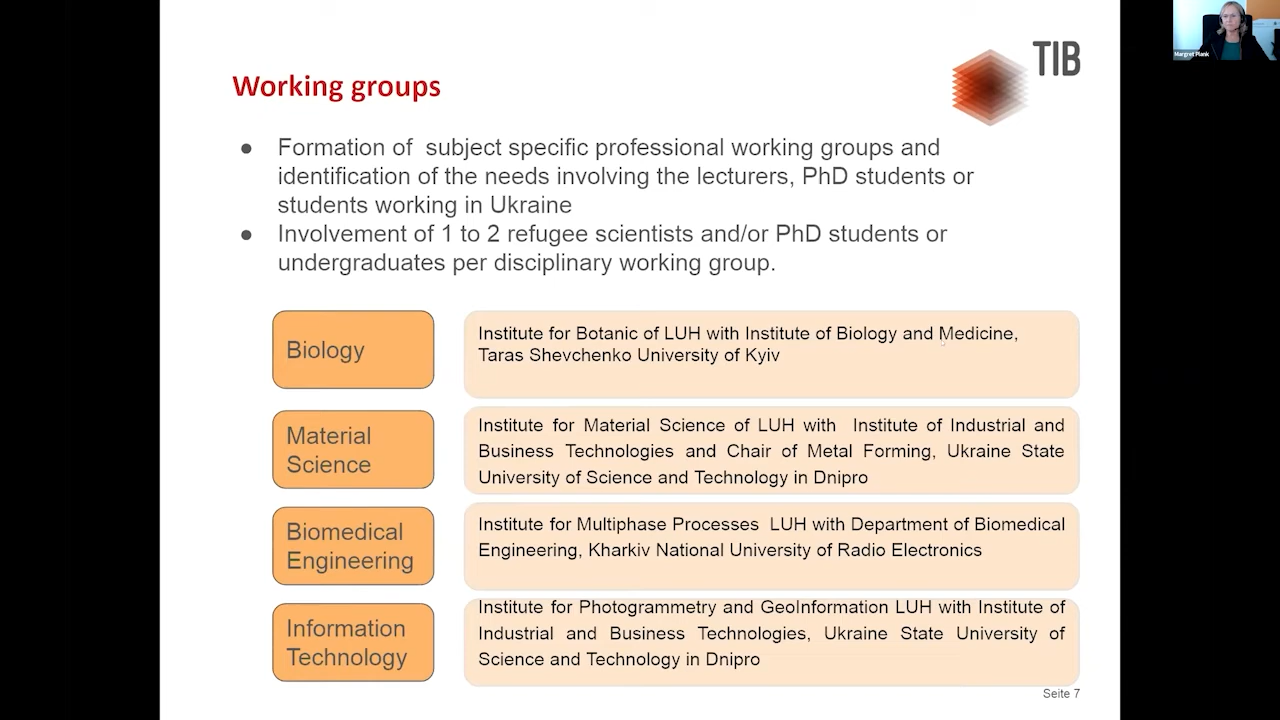 Margret Plank
TIB
Working groups
● Formation of subject specific professional working groups and
identification of the needs involving the lecturers, PhD students or
students working in Ukraine
● Involvement of 1 to 2 refugee scientists and/or PhD students or
undergraduates per disciplinary working group.
Biology
Institute for Botanic of LUH with Institute of Biology and Medicine,
Taras Shevchenko University of Kyiv
Material
Science
Institute for Material Science of LUH with Institute of Industrial and
Business Technologies and Chair of Metal Forming, Ukraine State
University of Science and Technology in Dnipro
Biomedical
Engineering
Institute for Multiphase Processes LUH with Department of Biomedical
Engineering, Kharkiv National University of Radio Electronics
Information
Technology
Institute for Photogrammetry and GeoInformation LUH with Institute of
Industrial and Business Technologies, Ukraine State University of
Science and Technology in Dnipro
Seite 7